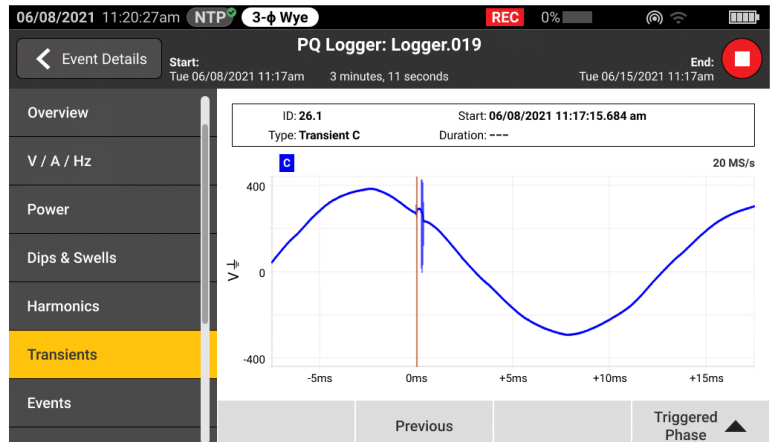 06/08/2021 11:20:27am NTP 3-ϕ Wye REC 0%
Event Details
PQ Logger: Logger.019
Start: End:
Tue 06/08/2021 11:17am 3 minutes, 11 seconds Tue 06/15/2021 11:17am
Overview
V / A / Hz
Power
Dips & Swells
Harmonics
Transients
Events
ID: 26.1 Start: 06/08/2021 11:17:15.684 am
Type: Transient C Duration: ---
C 20 MS/s
400
0
-400
V
-5ms 0ms +5ms +10ms +15ms
Previous
Triggered
Phase